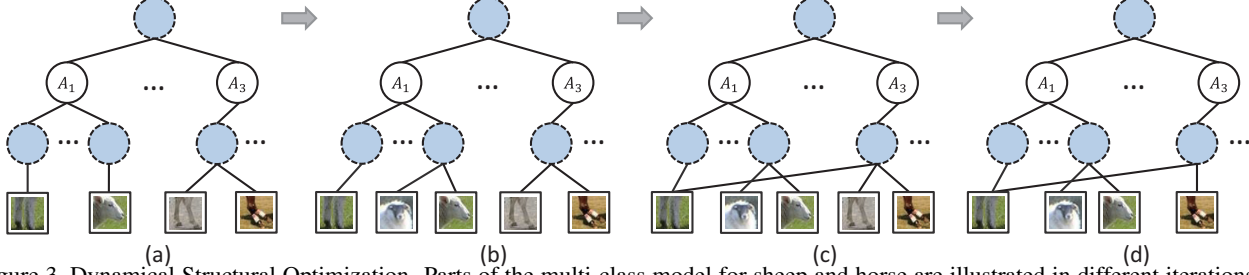 A1 ... A3
A1 ... A3
A1 ... A3
A1 ... A3
... ...
... ...
... ...
... ...
(a) (b) (c) (d)
gure 3. Dynamical Structural Optimization. Parts of the multi-class model for sheep and horse are illustrated in different iterations